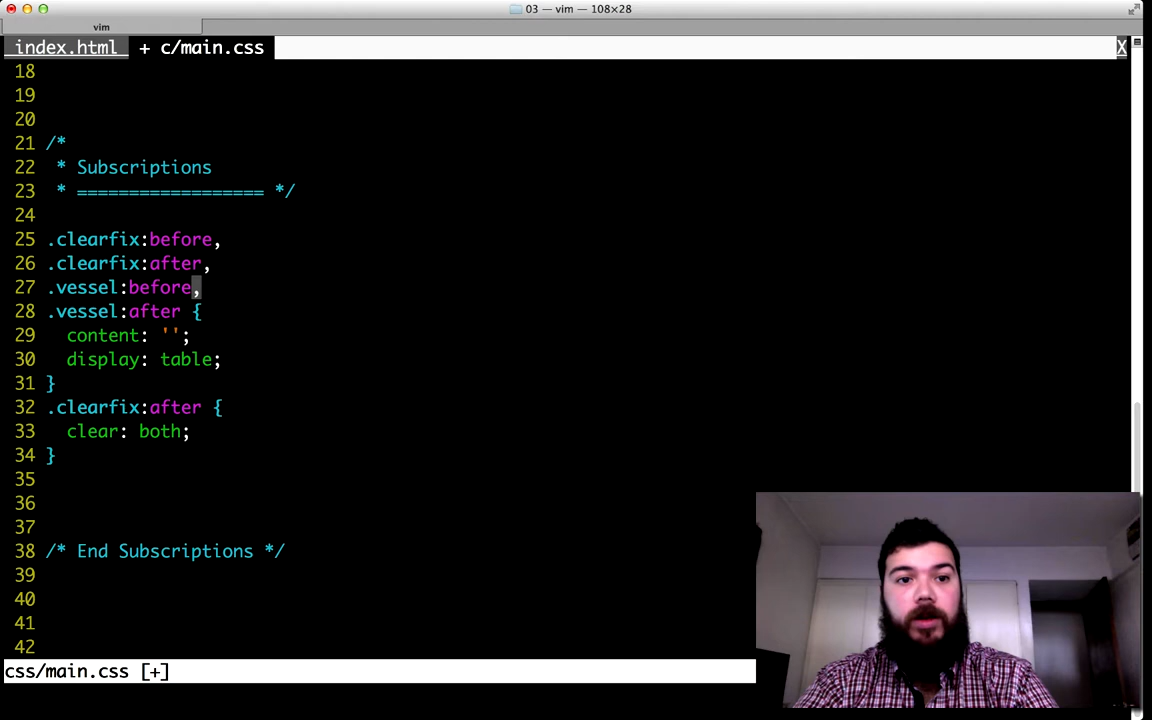 03 — vim — 108×28
vim
index.html + c/main.css X
18
19
20
21 /*
22  * Subscriptions
23  * ================== */
24
25 .clearfix:before,
26 .clearfix:after,
27 .vessel:before,
28 .vessel:after {
29   content: '';
30   display: table;
31 }
32 .clearfix:after {
33   clear: both;
34 }
35
36
37
38 /* End Subscriptions */
39
40
41
42
css/main.css [+]